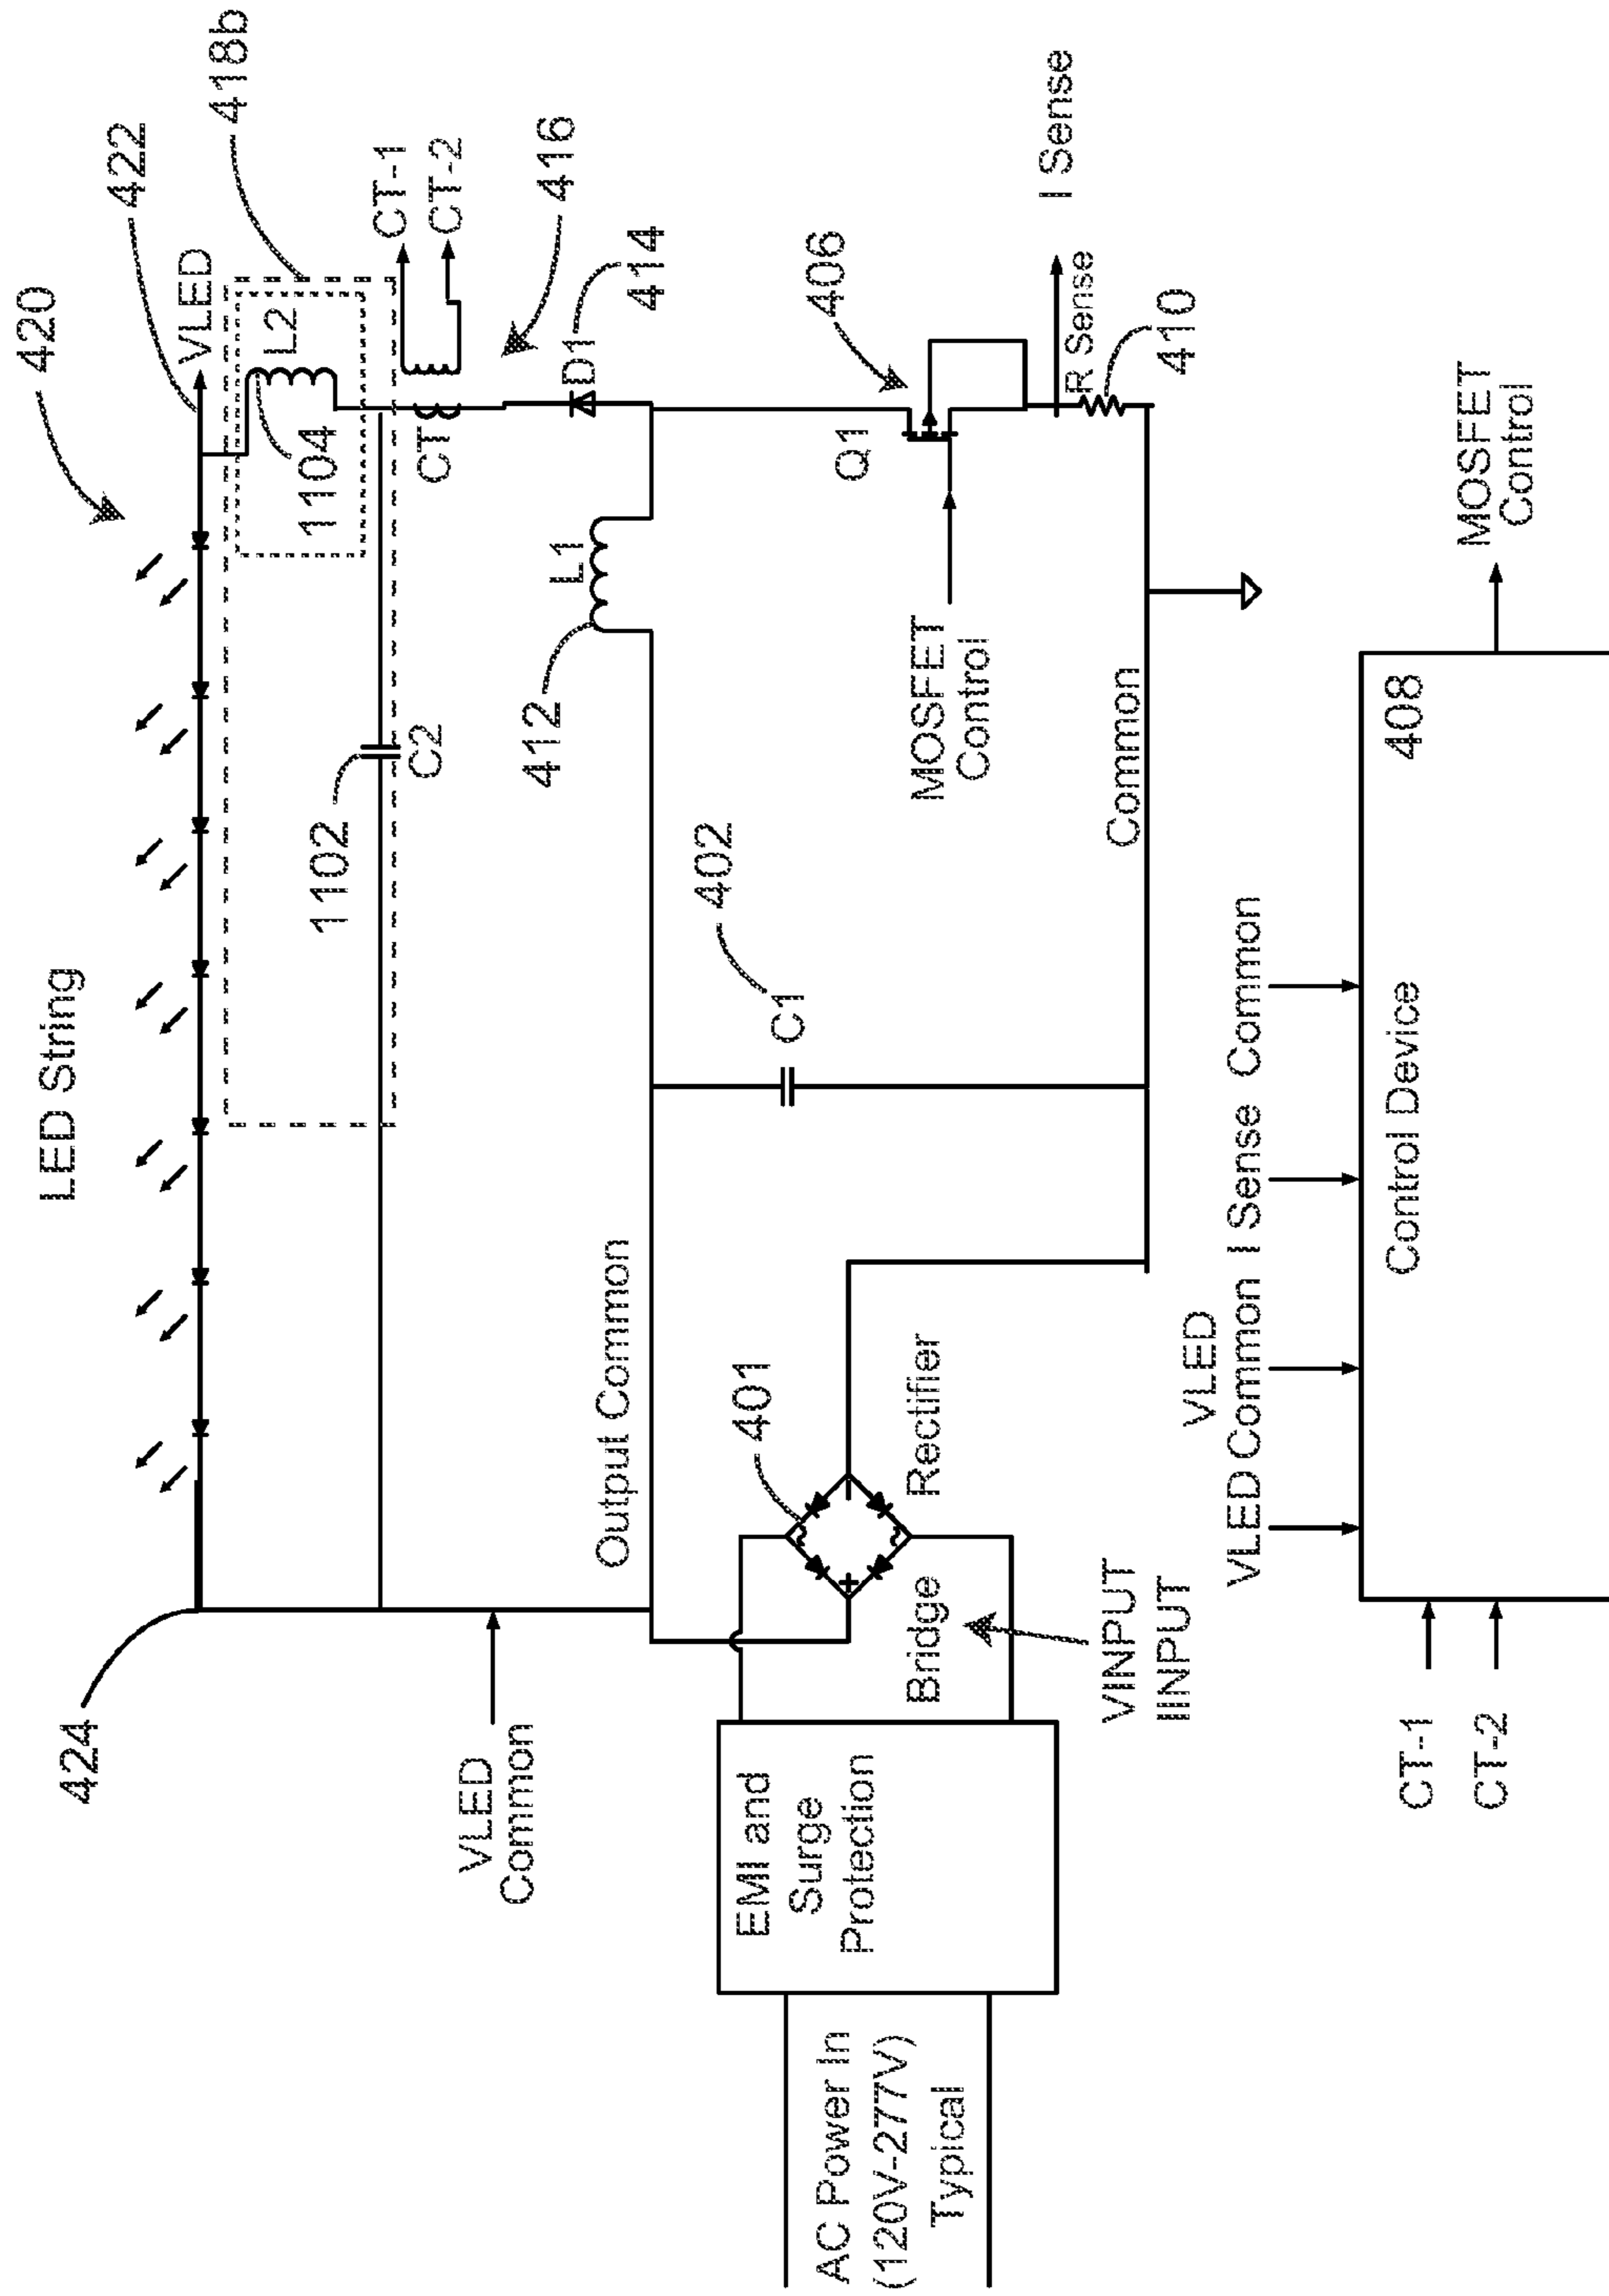 LED String
420
422
424
VLED
418b
L2
1104
1102
C2
CT-1
CT-2
CT
416
D1
414
VLED
Common
Output Common
412
L1
402
C1
Q1
406
MOSFET
Control
I Sense
R Sense
410
Common
EMI and
Surge
Protection
AC Power In
(120V-277V)
Typical
401
+
Bridge
Rectifier
VINPUT
IINPUT
VLED
VLED Common I Sense Common
CT-1
CT-2
Control Device
408
MOSFET
Control